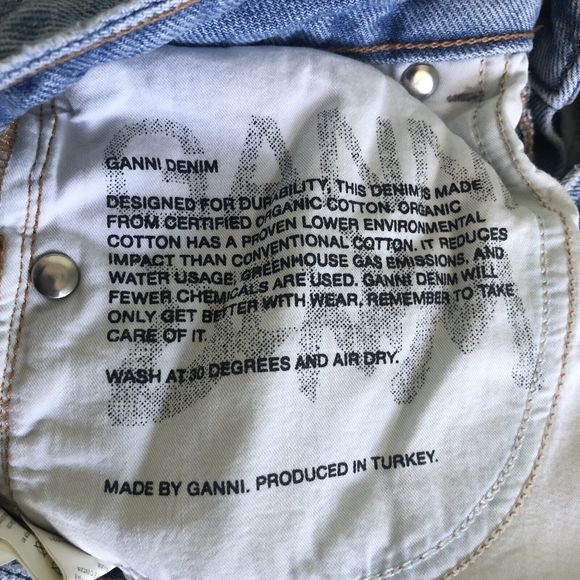 GANNI
DENIM
GANNI DENIM
DESIGNED FOR DURABILITY, THIS DENIM IS MADE
FROM CERTIFIED ORGANIC COTTON. ORGANIC
COTTON HAS A PROVEN LOWER ENVIRONMENTAL
IMPACT THAN CONVENTIONAL COTTON. IT REDUCES
WATER USAGE, GREENHOUSE GAS EMISSIONS, AND
FEWER CHEMICALS ARE USED. GANNI DENIM WILL
ONLY GET BETTER WITH WEAR, REMEMBER TO TAKE
CARE OF IT.
WASH AT 30 DEGREES AND AIR DRY.
MADE BY GANNI. PRODUCED IN TURKEY.